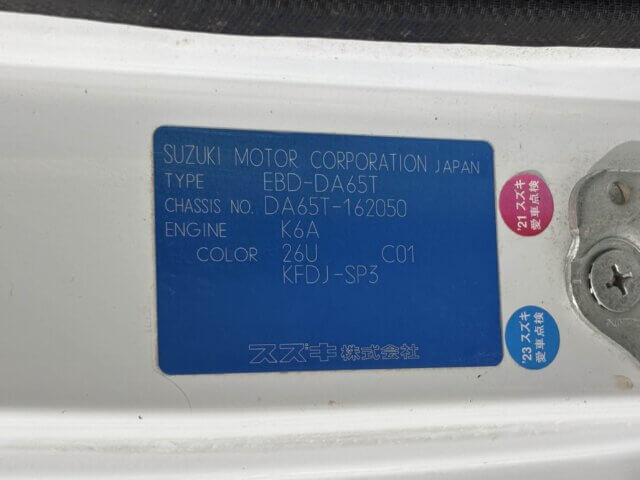 SUZUKI MOTOR CORPORATION JAPAN
TYPE EBD-DA65T
CHASSIS NO. DA65T-162050
ENGINE K6A
COLOR 26U C01
KFDJ-SP3
スズキ株式会社
'21 スズキ
愛車点検
'23 スズキ
愛車点検